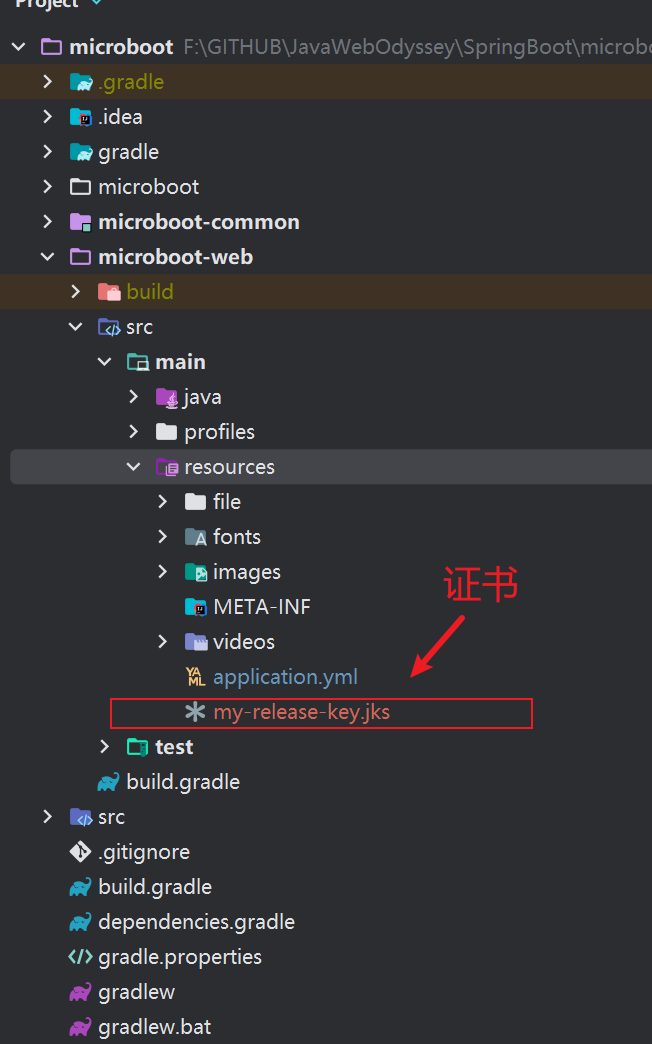 Project
microboot F:\GITHUB\JavaWebOdyssey\SpringBoot\microbo
.gradle
.idea
gradle
microboot
microboot-common
microboot-web
build
src
main
java
profiles
resources
file
fonts
images
META-INF
videos
application.yml
my-release-key.jks
证书
test
build.gradle
src
.gitignore
build.gradle
dependencies.gradle
gradle.properties
gradlew
gradlew.bat